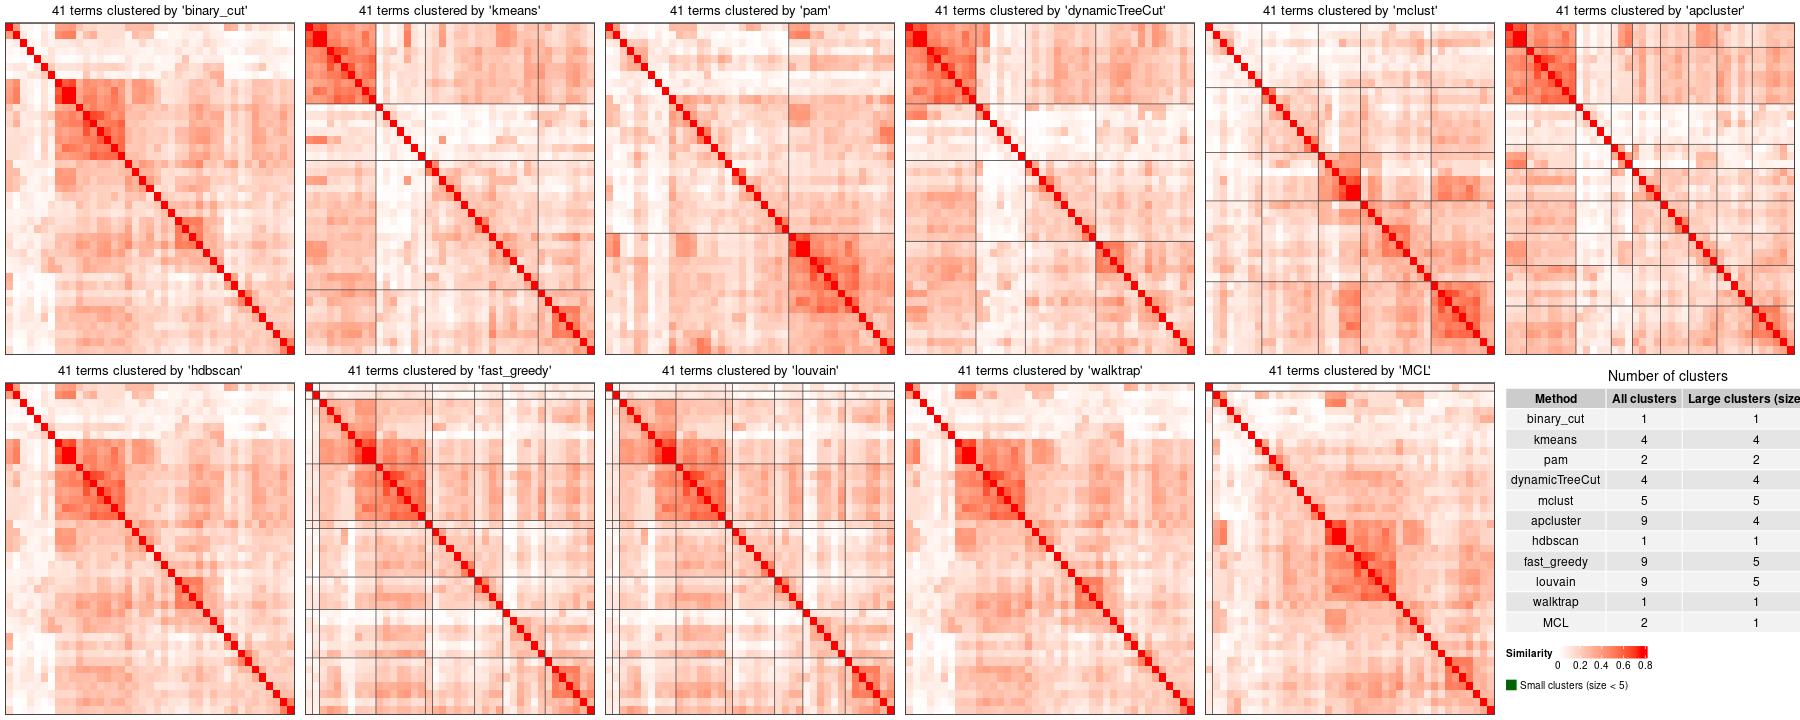 41 terms clustered by 'binary_cut'
41 terms clustered by 'kmeans'
41 terms clustered by 'pam'
41 terms clustered by 'dynamicTreeCut'
41 terms clustered by 'mclust'
41 terms clustered by 'apcluster'
41 terms clustered by 'hdbscan'
41 terms clustered by 'fast_greedy'
41 terms clustered by 'louvain'
41 terms clustered by 'walktrap'
41 terms clustered by 'MCL'
Number of clusters
Method All clusters Large clusters (size
binary_cut 1 1
kmeans 4 4
pam 2 2
dynamicTreeCut 4 4
mclust 5 5
apcluster 9 4
hdbscan 1 1
fast_greedy 9 5
louvain 9 5
walktrap 1 1
MCL 2 1
Similarity
0 0.2 0.4 0.6 0.8
Small clusters (size < 5)